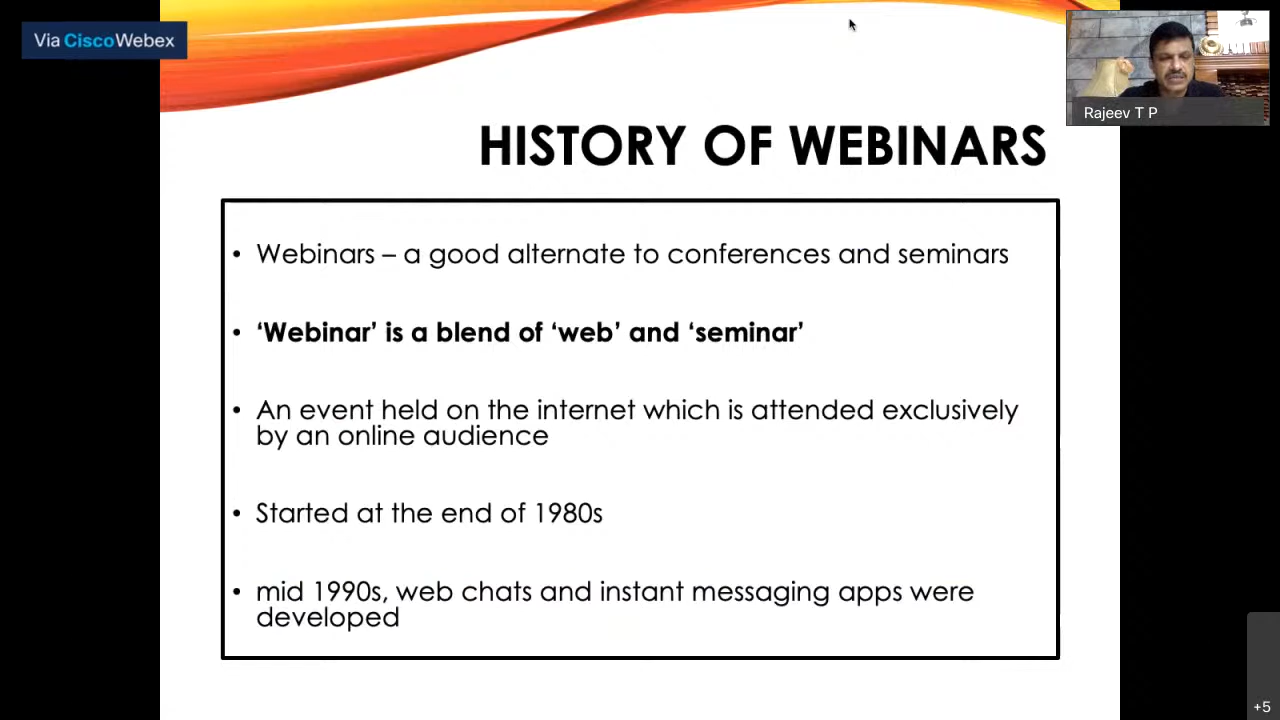 Via CiscoWebex
Rajeev T P
HISTORY OF WEBINARS
• Webinars – a good alternate to conferences and seminars
• ‘Webinar’ is a blend of ‘web’ and ‘seminar’
• An event held on the internet which is attended exclusively
by an online audience
• Started at the end of 1980s
• mid 1990s, web chats and instant messaging apps were
developed
+5